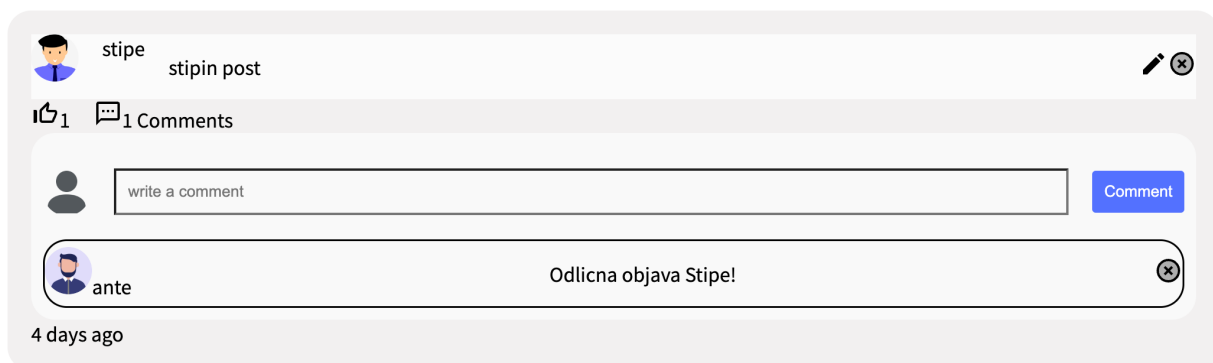 stipe
stipin post
1 1 Comments
write a comment Comment
ante Odlicna objava Stipe!
4 days ago